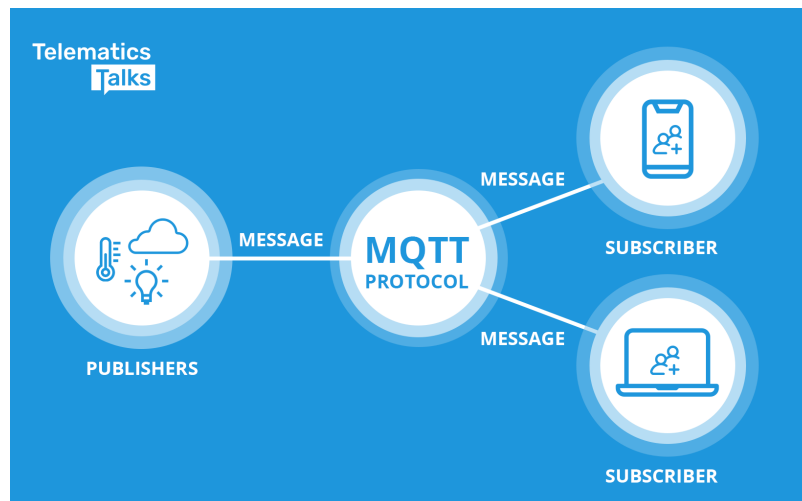 Telematics
Talks
MESSAGE
SUBSCRIBER
MESSAGE
MQTT
PROTOCOL
PUBLISHERS
MESSAGE
SUBSCRIBER